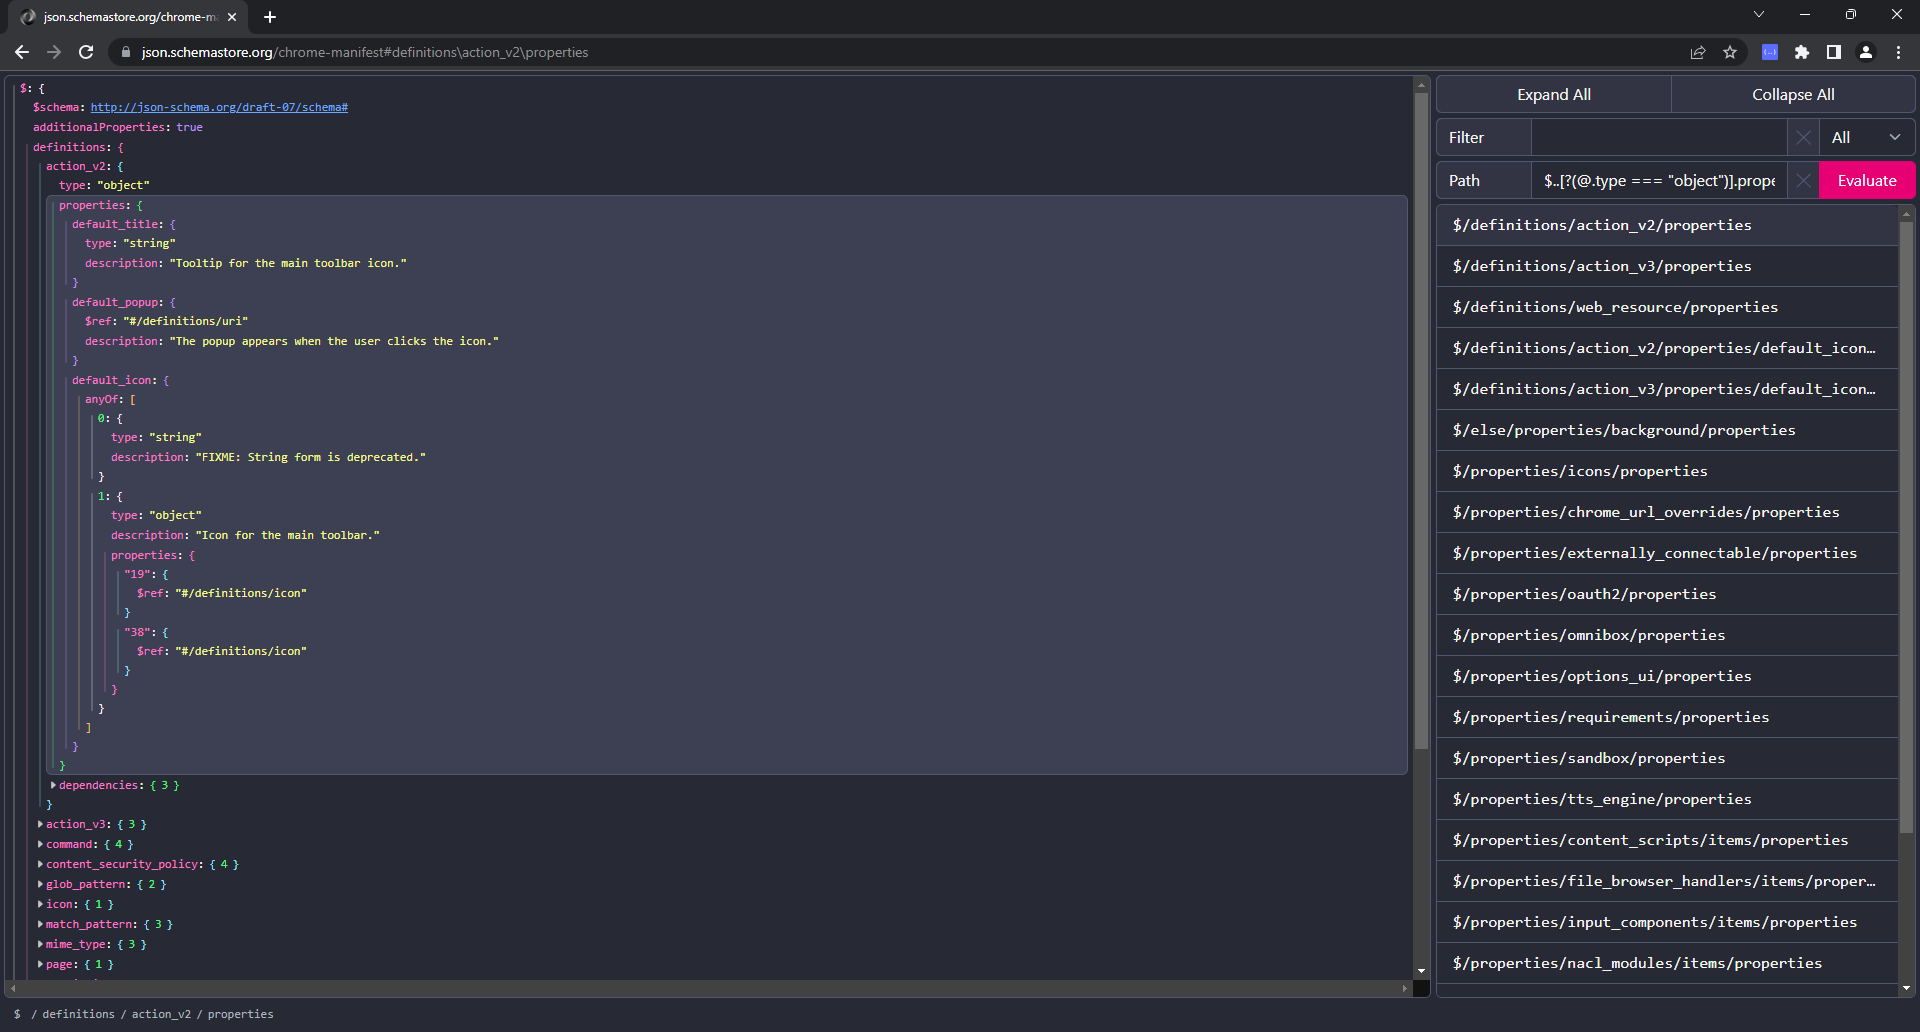 json.schemastore.org/chrome-m
json.schemastore.org/chrome-manifest#definitions\action_v2\properties
$: {
$schema: http://json-schema.org/draft-07/schema#
additionalProperties: true
definitions: {
action_v2: {
type: "object"
properties: {
default_title: {
type: "string"
description: "Tooltip for the main toolbar icon."
}
default_popup: {
$ref: "#/definitions/uri"
description: "The popup appears when the user clicks the icon."
}
default_icon: {
anyOf: [
0: {
type: "string"
description: "FIXME: String form is deprecated."
}
1: {
type: "object"
description: "Icon for the main toolbar."
properties: {
"19": {
$ref: "#/definitions/icon"
}
"38": {
$ref: "#/definitions/icon"
}
}
}
]
}
}
dependencies: { 3 }
}
action_v3: { 3 }
command: { 4 }
content_security_policy: { 4 }
glob_pattern: { 2 }
icon: { 1 }
match_pattern: { 3 }
mime_type: { 3 }
page: { 1 }
$ / definitions / action_v2 / properties
Expand All
Collapse All
Filter
All
Path
$..[?(@.type === "object")].prope
Evaluate
$/definitions/action_v2/properties
$/definitions/action_v3/properties
$/definitions/web_resource/properties
$/definitions/action_v2/properties/default_icon…
$/definitions/action_v3/properties/default_icon…
$/else/properties/background/properties
$/properties/icons/properties
$/properties/chrome_url_overrides/properties
$/properties/externally_connectable/properties
$/properties/oauth2/properties
$/properties/omnibox/properties
$/properties/options_ui/properties
$/properties/requirements/properties
$/properties/sandbox/properties
$/properties/tts_engine/properties
$/properties/content_scripts/items/properties
$/properties/file_browser_handlers/items/proper…
$/properties/input_components/items/properties
$/properties/nacl_modules/items/properties